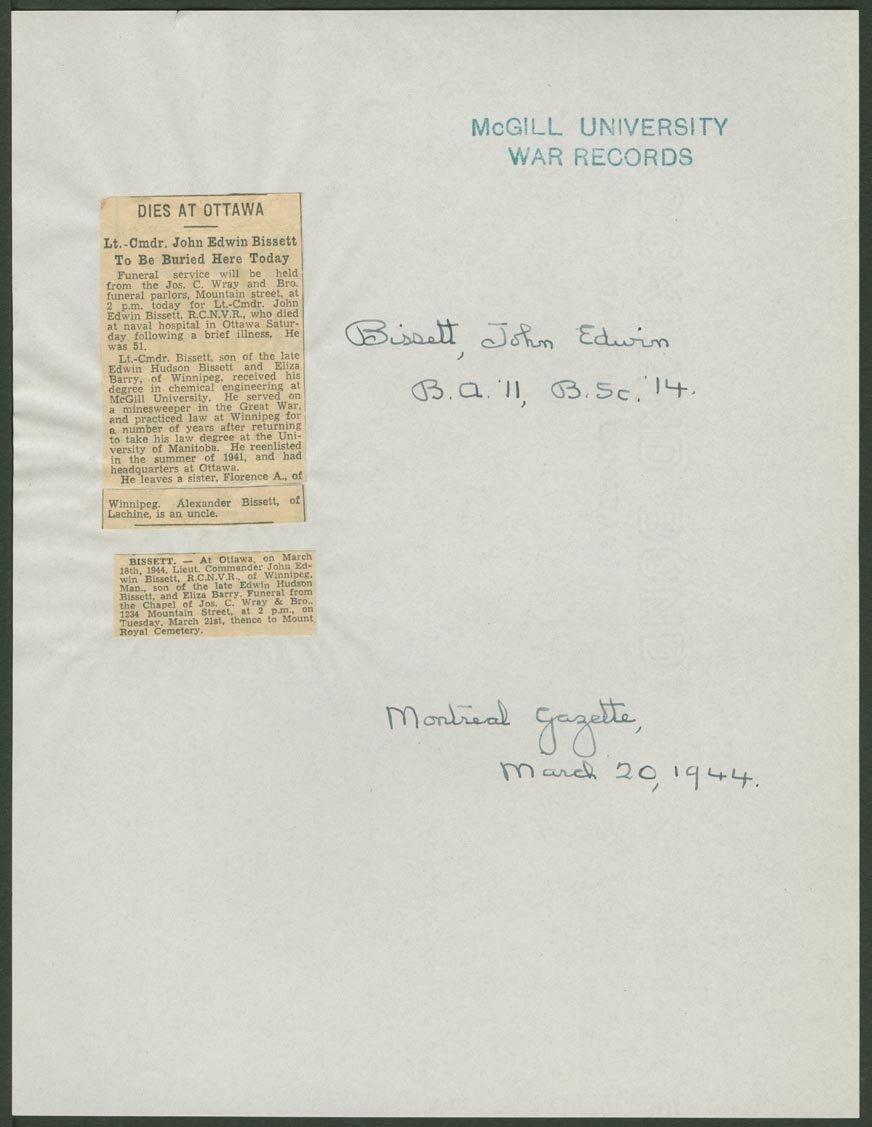 McGILL UNIVERSITY
WAR RECORDS
DIES AT OTTAWA
Lt.-Cmdr. John Edwin Bissett
To Be Buried Here Today
Funeral service will be held
from the Jos. C. Wray and Bro.
funeral parlors, Mountain street, at
2 p.m. today for Lt.-Cmdr. John
Edwin Bissett, R.C.N.V.R., who died
at naval hospital in Ottawa Satur-
day following a brief illness. He
was 51.
Lt.-Cmdr. Bissett, son of the late
Edwin Hudson Bissett and Eliza
Barry, of Winnipeg, received his
degree in chemical engineering at
McGill University. He served on
a minesweeper in the Great War,
and practiced law at Winnipeg for
a number of years after returning
to take his law degree at the Uni-
versity of Manitoba. He reenlisted
in the summer of 1941, and had
headquarters at Ottawa.
He leaves a sister, Florence A., of
Winnipeg. Alexander Bissett, of
Lachine, is an uncle.
BISSETT. — At Ottawa, on March
18th, 1944, Lieut. Commander John Ed-
win Bissett, R.C.N.V.R., of Winnipeg,
Man., son of the late Edwin Hudson
Bissett, and Eliza Barry. Funeral from
the Chapel of Jos. C. Wray & Bro.,
1234 Mountain Street, at 2 p.m., on
Tuesday, March 21st, thence to Mount
Royal Cemetery.
Bissett, John Edwin
B.A. '11, B.Sc. '14.
Montreal Gazette,
March 20, 1944.